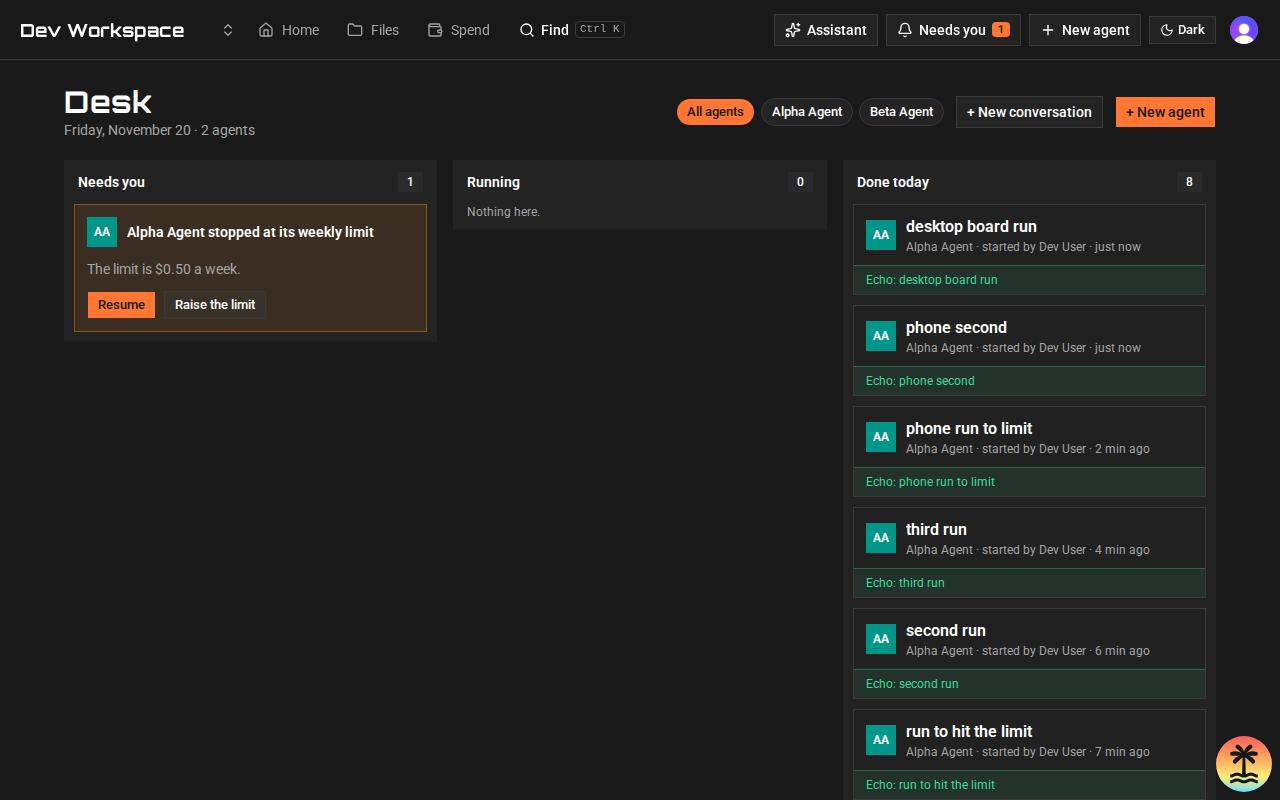 Dev Workspace
Home
Files
Spend
Find Ctrl K
Assistant
Needs you 1
New agent
Dark
Desk
Friday, November 20 · 2 agents
All agents
Alpha Agent
Beta Agent
+ New conversation
+ New agent
Needs you 1
AA Alpha Agent stopped at its weekly limit
The limit is $0.50 a week.
Resume
Raise the limit
Running 0
Nothing here.
Done today 8
AA
desktop board run
Alpha Agent · started by Dev User · just now
Echo: desktop board run
AA
phone second
Alpha Agent · started by Dev User · just now
Echo: phone second
AA
phone run to limit
Alpha Agent · started by Dev User · 2 min ago
Echo: phone run to limit
AA
third run
Alpha Agent · started by Dev User · 4 min ago
Echo: third run
AA
second run
Alpha Agent · started by Dev User · 6 min ago
Echo: second run
AA
run to hit the limit
Alpha Agent · started by Dev User · 7 min ago
Echo: run to hit the limit